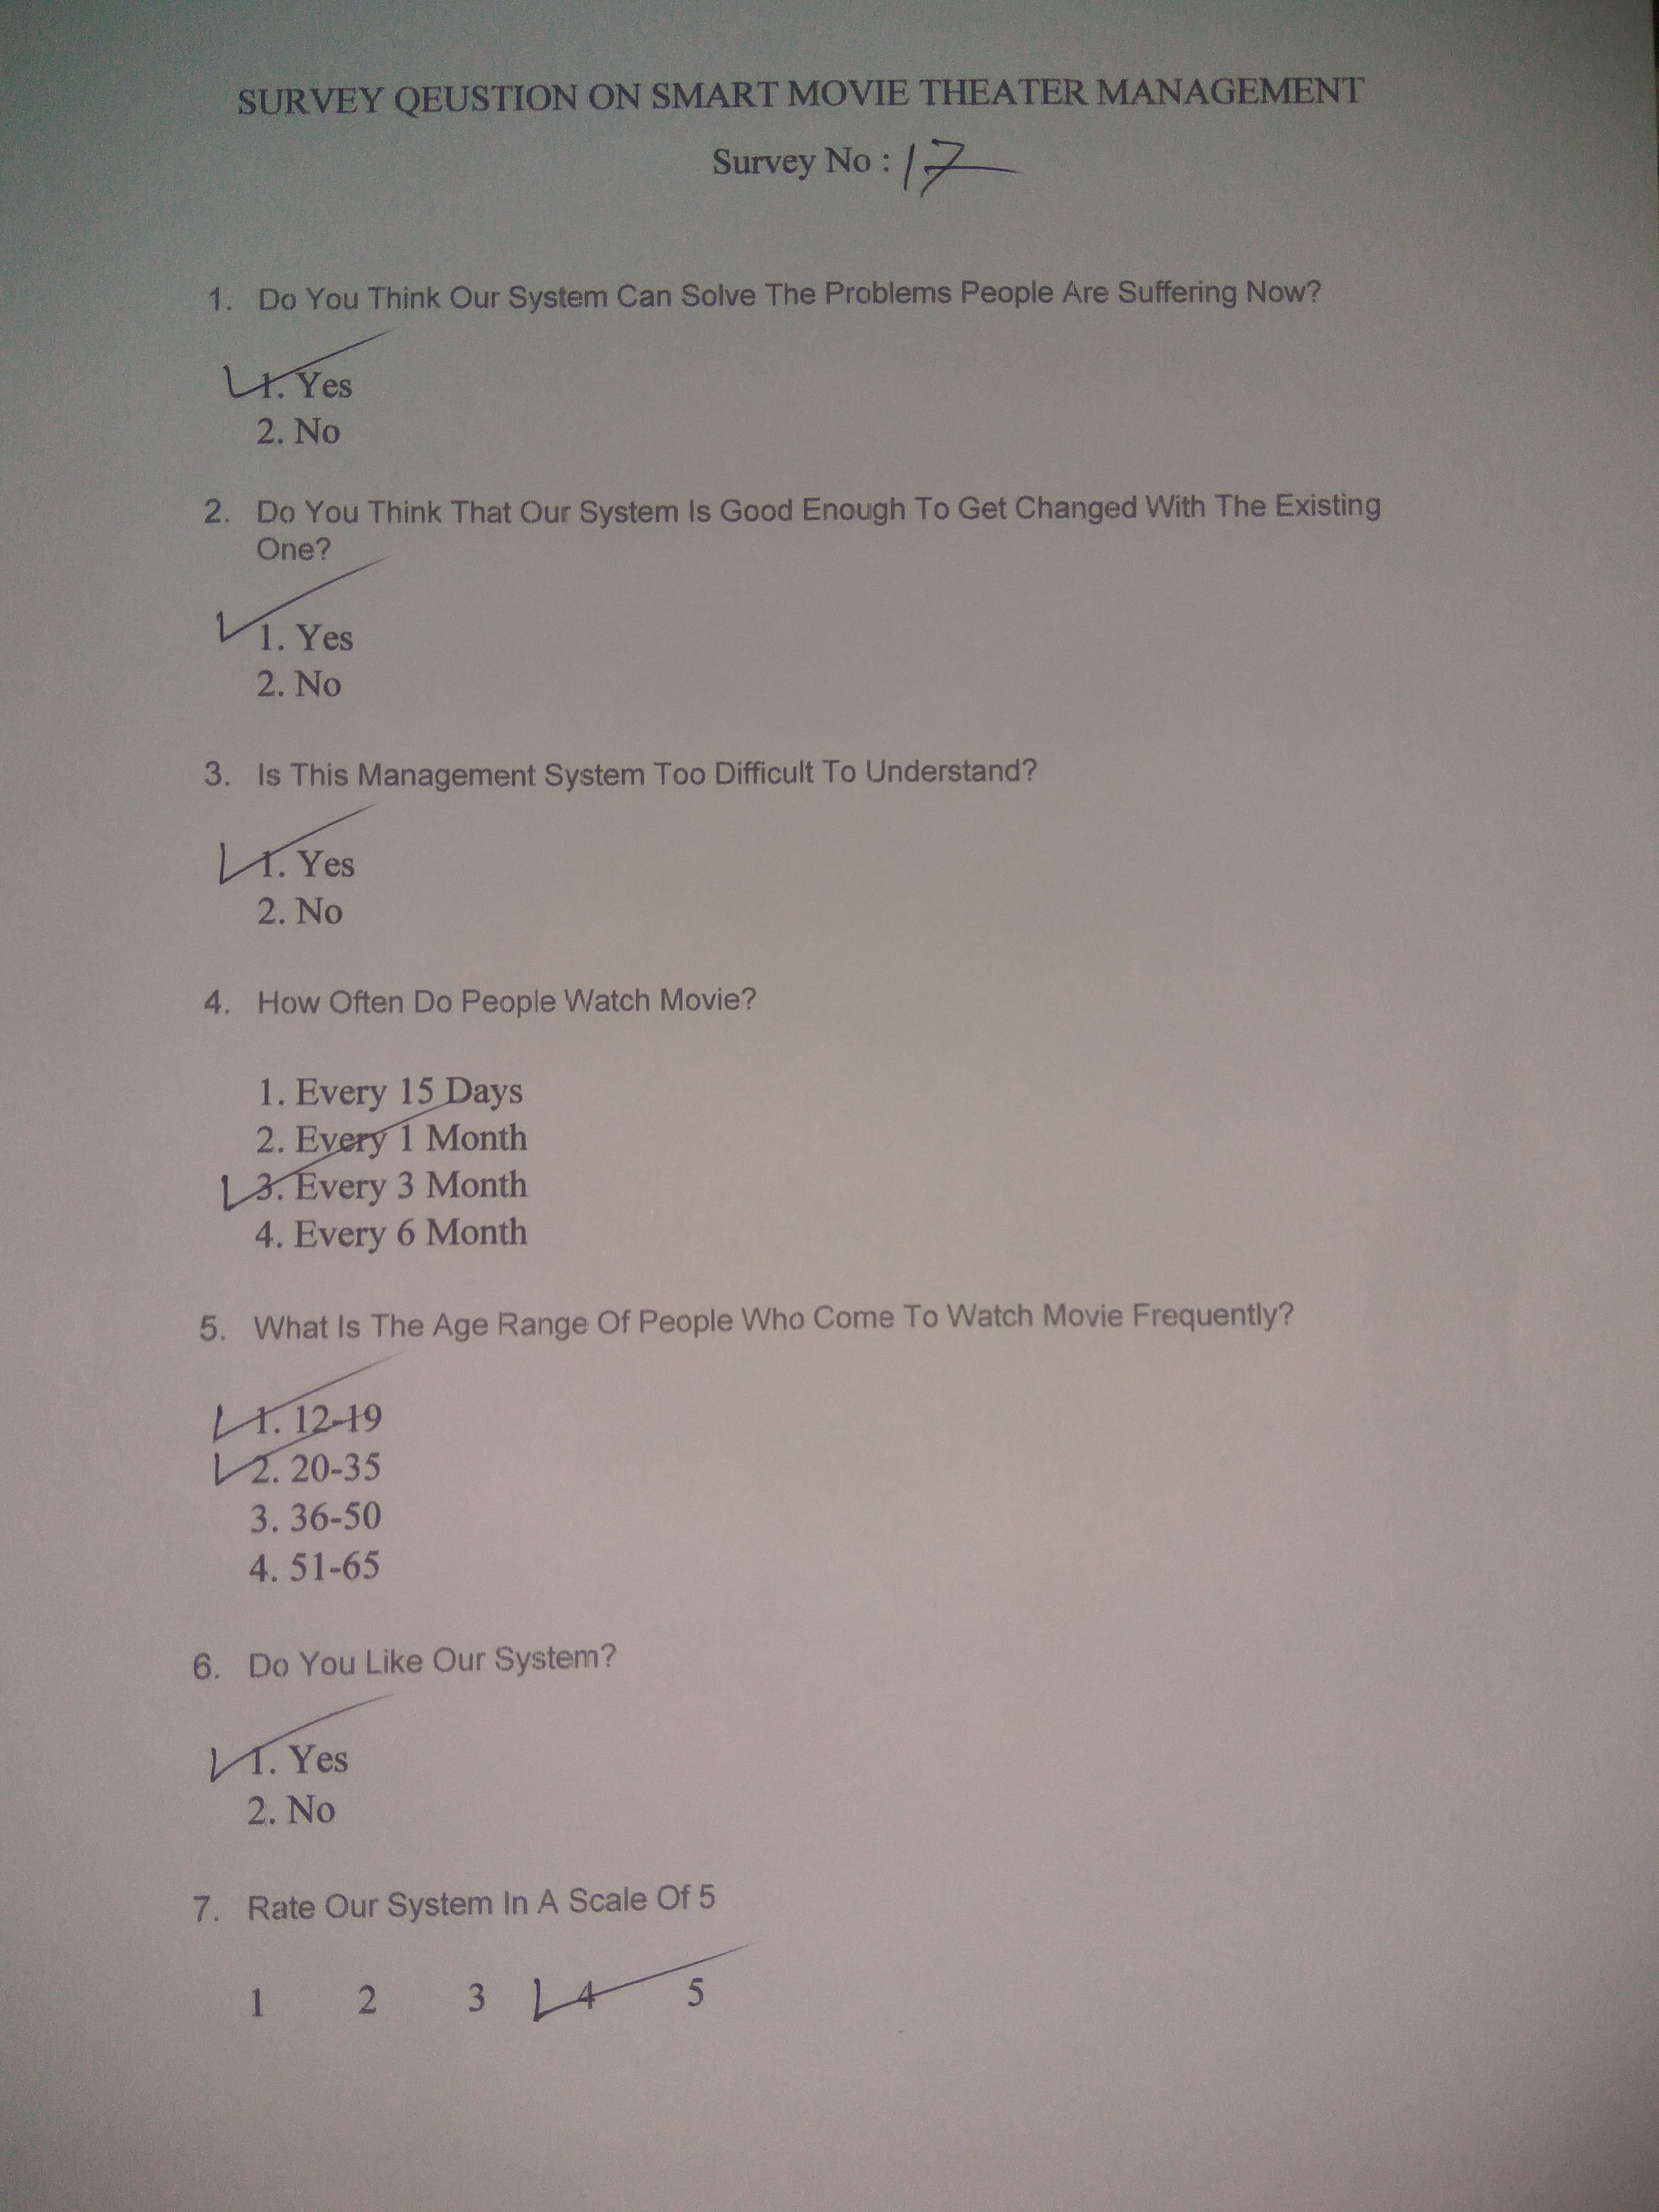 SURVEY QEUSTION ON SMART MOVIE THEATER MANAGEMENT
Survey No : 17
1. Do You Think Our System Can Solve The Problems People Are Suffering Now?
1. Yes
2. No
2. Do You Think That Our System Is Good Enough To Get Changed With The Existing
One?
1. Yes
2. No
3. Is This Management System Too Difficult To Understand?
1. Yes
2. No
4. How Often Do People Watch Movie?
1. Every 15 Days
2. Every 1 Month
3. Every 3 Month
4. Every 6 Month
5. What Is The Age Range Of People Who Come To Watch Movie Frequently?
1. 12-19
2. 20-35
3. 36-50
4. 51-65
6. Do You Like Our System?
1. Yes
2. No
7. Rate Our System In A Scale Of 5
1 2 3 4 5